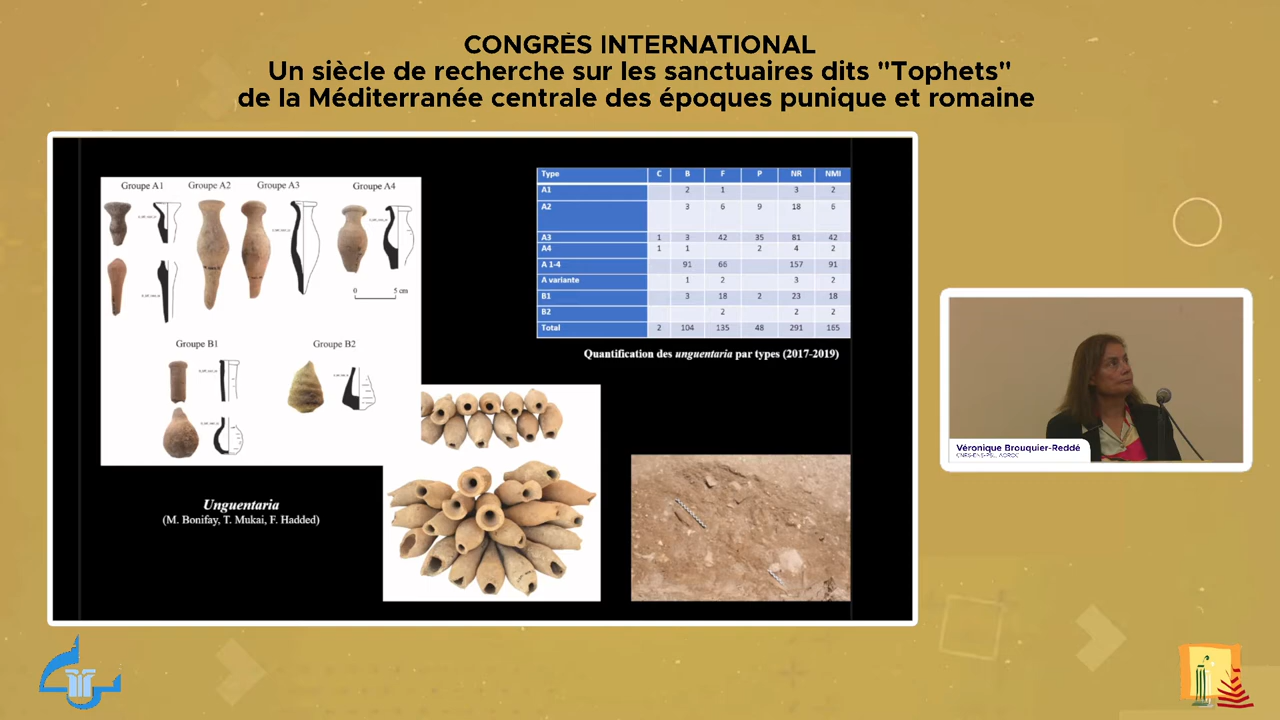 CONGRÈS INTERNATIONAL
Un siècle de recherche sur les sanctuaires dits "Tophets"
de la Méditerranée centrale des époques punique et romaine
Groupe A1 Groupe A2 Groupe A3 Groupe A4
0 5 cm
Groupe B1 Groupe B2
Unguentaria
(M. Bonifay, T. Mukai, F. Hadded)
Type C B F P NR NMI
A1 2 1 3 2
A2 3 6 9 18 6
A3 1 3 42 35 81 42
A4 1 1 2 4 2
A 1-4 91 66 157 91
A variante 1 2 3 2
B1 3 18 2 23 18
B2 2 2 2
Total 2 104 135 48 291 165
Quantification des unguentaria par types (2017-2019)
Véronique Brouquier-Reddé